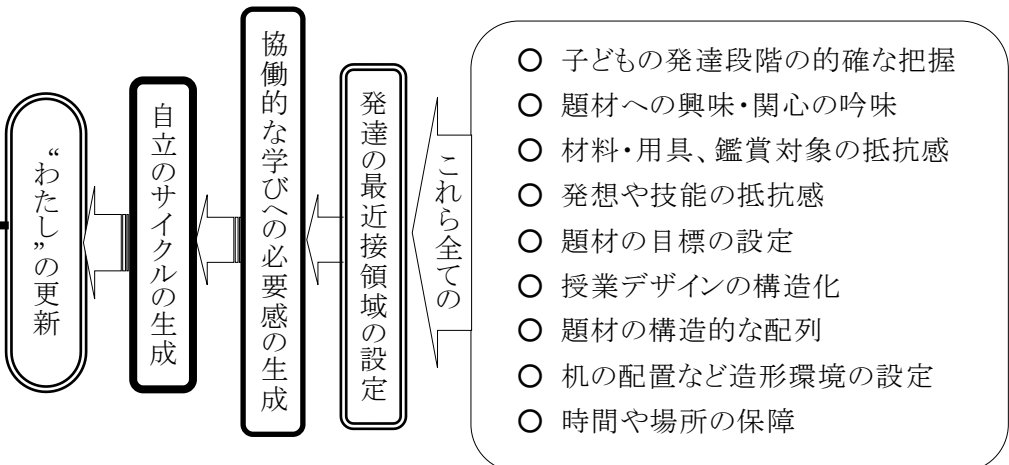 ○ 子どもの発達段階の的確な把握
○ 題材への興味・関心の吟味
○ 材料・用具、鑑賞対象の抵抗感
○ 発想や技能の抵抗感
○ 題材の目標の設定
○ 授業デザインの構造化
○ 題材の構造的な配列
○ 机の配置など造形環境の設定
○ 時間や場所の保障
これら全ての
発達の最近接領域の設定
協働的な学びへの必要感の生成
自立のサイクルの生成
“わたし”の更新